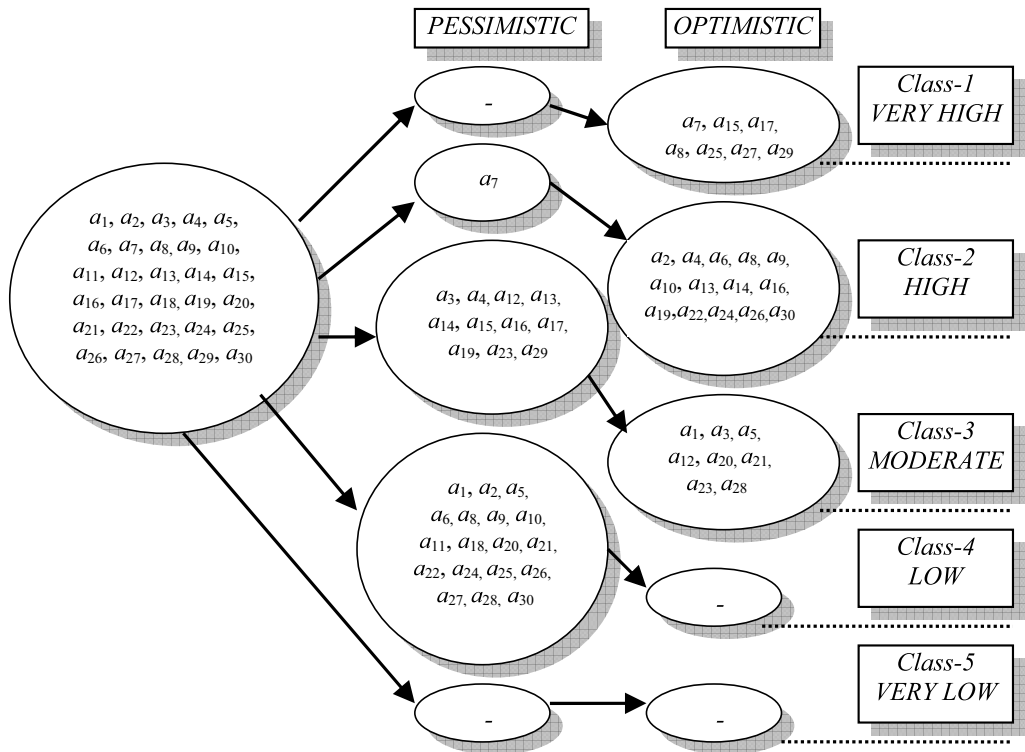 PESSIMISTIC
OPTIMISTIC
-
a7, a15, a17,
a8, a25, a27, a29
Class-1
VERY HIGH
a7
a1, a2, a3, a4, a5,
a6, a7, a8, a9, a10,
a11, a12, a13, a14, a15,
a16, a17, a18, a19, a20,
a21, a22, a23, a24, a25,
a26, a27, a28, a29, a30
a3, a4, a12, a13,
a14, a15, a16, a17,
a19, a23, a29
a2, a4, a6, a8, a9,
a10, a13, a14, a16,
a19,a22,a24,a26,a30
Class-2
HIGH
a1, a3, a5,
a12, a20, a21,
a23, a28
Class-3
MODERATE
a1, a2, a5,
a6, a8, a9, a10,
a11, a18, a20, a21,
a22, a24, a25, a26,
a27, a28, a30
-
Class-4
LOW
-
-
Class-5
VERY LOW